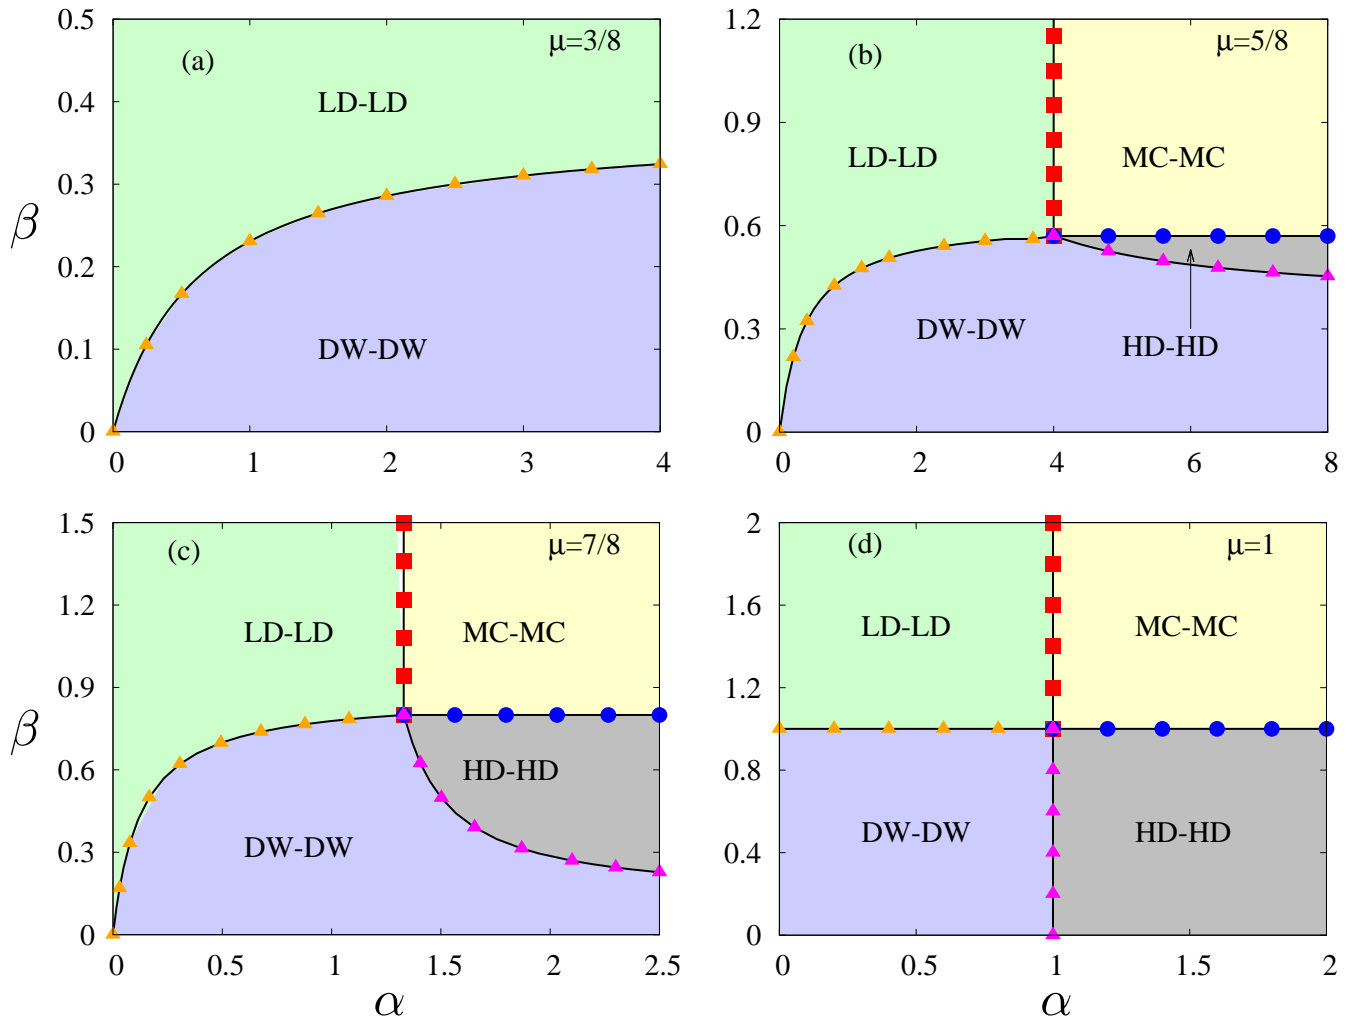 0.5
(a)
μ=3/8
0.4
LD-LD
0.3
β
0.2
0.1
DW-DW
0
0 1 2 3 4
1.2
(b)
μ=5/8
0.9
LD-LD
MC-MC
0.6
0.3
DW-DW
HD-HD
0
0 2 4 6 8
1.5
(c)
μ=7/8
1.2
LD-LD
MC-MC
0.9
β
0.6
HD-HD
0.3
DW-DW
0
0 0.5 1 1.5 2 2.5
α
2
(d)
μ=1
1.6
LD-LD
MC-MC
1.2
0.8
DW-DW
HD-HD
0.4
0
0 0.5 1 1.5 2
α